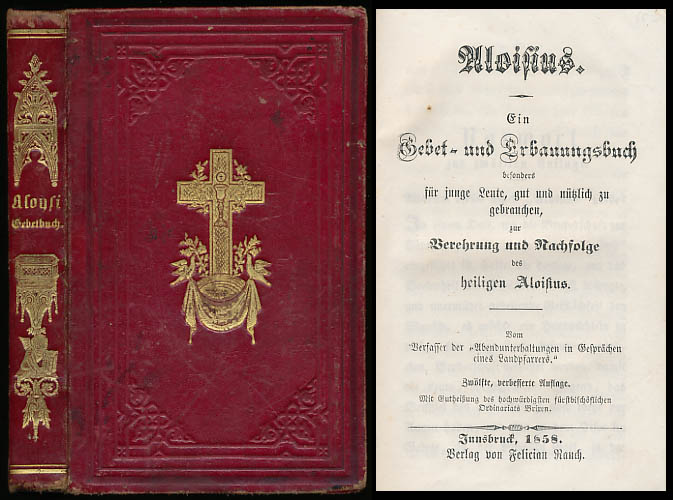 Aloysi
Gebetbuch.
Aloisius.
Ein
Gebet- und Erbauungsbuch
besonders
für junge Leute, gut und nützlich zu
gebrauchen,
zur
Verehrung und Nachfolge
des
heiligen Aloisius.
Vom
Verfasser der „Abendunterhaltungen in Gesprächen
eines Landpfarrers.“
Zwölfte, verbesserte Auflage.
Mit Gutheißung des hochwürdigsten fürstbischöflichen
Ordinariats Brixen.
Innsbruck, 1858.
Verlag von Felician Rauch.